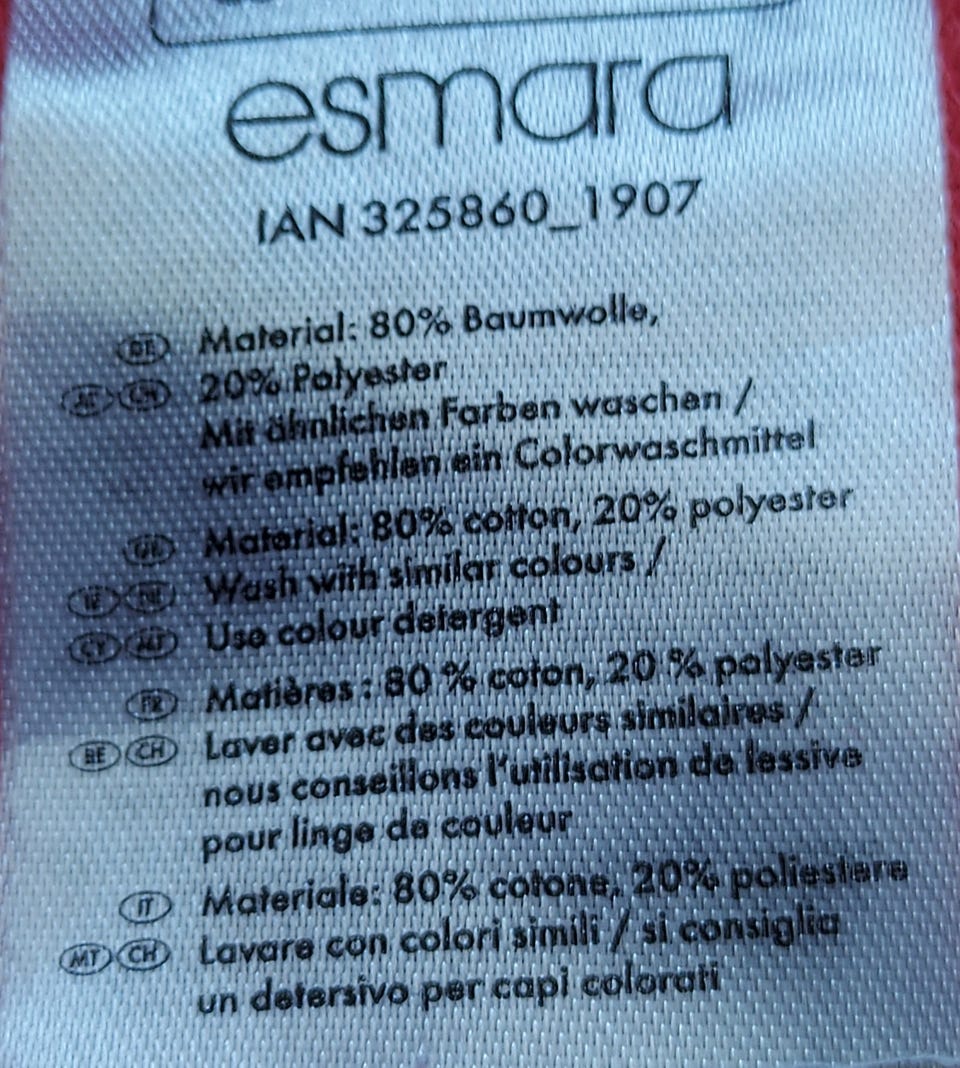 esmara
IAN 325860_1907
DE Material: 80% Baumwolle,
AT CH 20% Polyester
Mit ähnlichen Farben waschen /
wir empfehlen ein Colorwaschmittel
GB Material: 80% cotton, 20% polyester
IE Wash with similar colours /
CY MT Use colour detergent
FR Matières : 80 % coton, 20 % polyester
BE CH Laver avec des couleurs similaires /
nous conseillons l'utilisation de lessive
pour linge de couleur
IT Materiale: 80% cotone, 20% poliestere
MT CH Lavare con colori simili / si consiglia
un detersivo per capi colorati